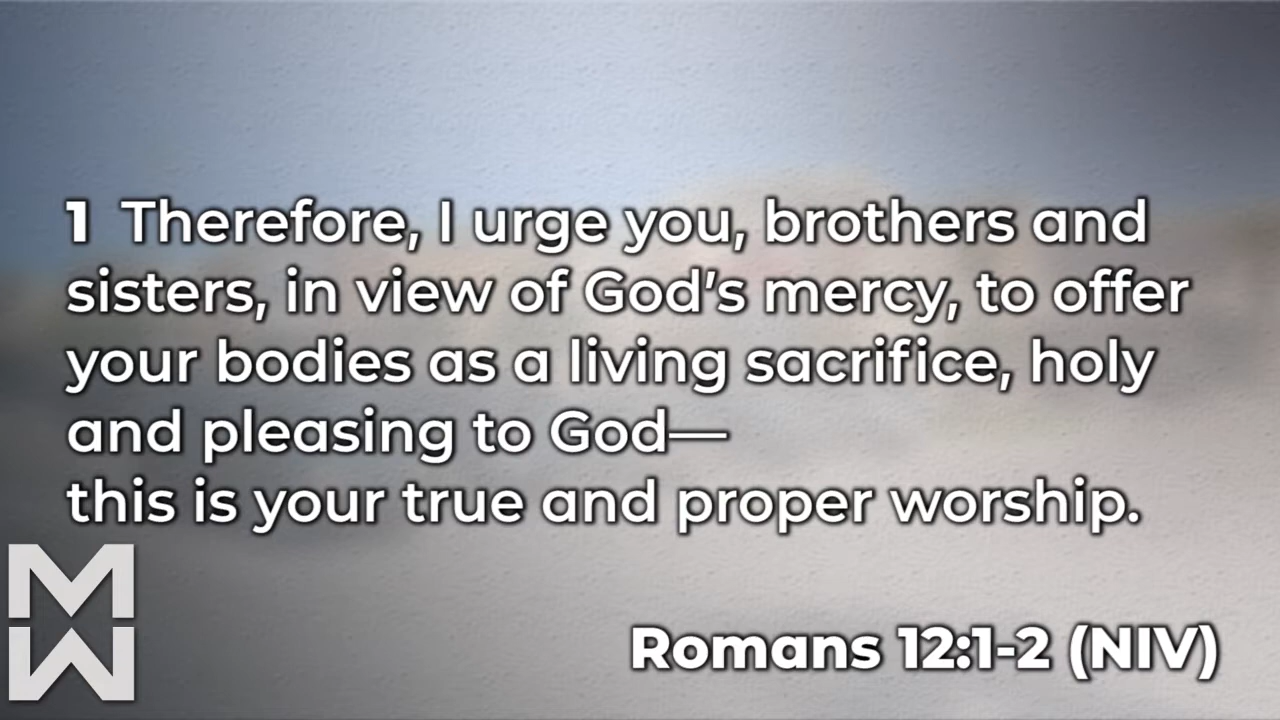 1 Therefore, I urge you, brothers and
sisters, in view of God's mercy, to offer
your bodies as a living sacrifice, holy
and pleasing to God—
this is your true and proper worship.
M
W
Romans 12:1-2 (NIV)